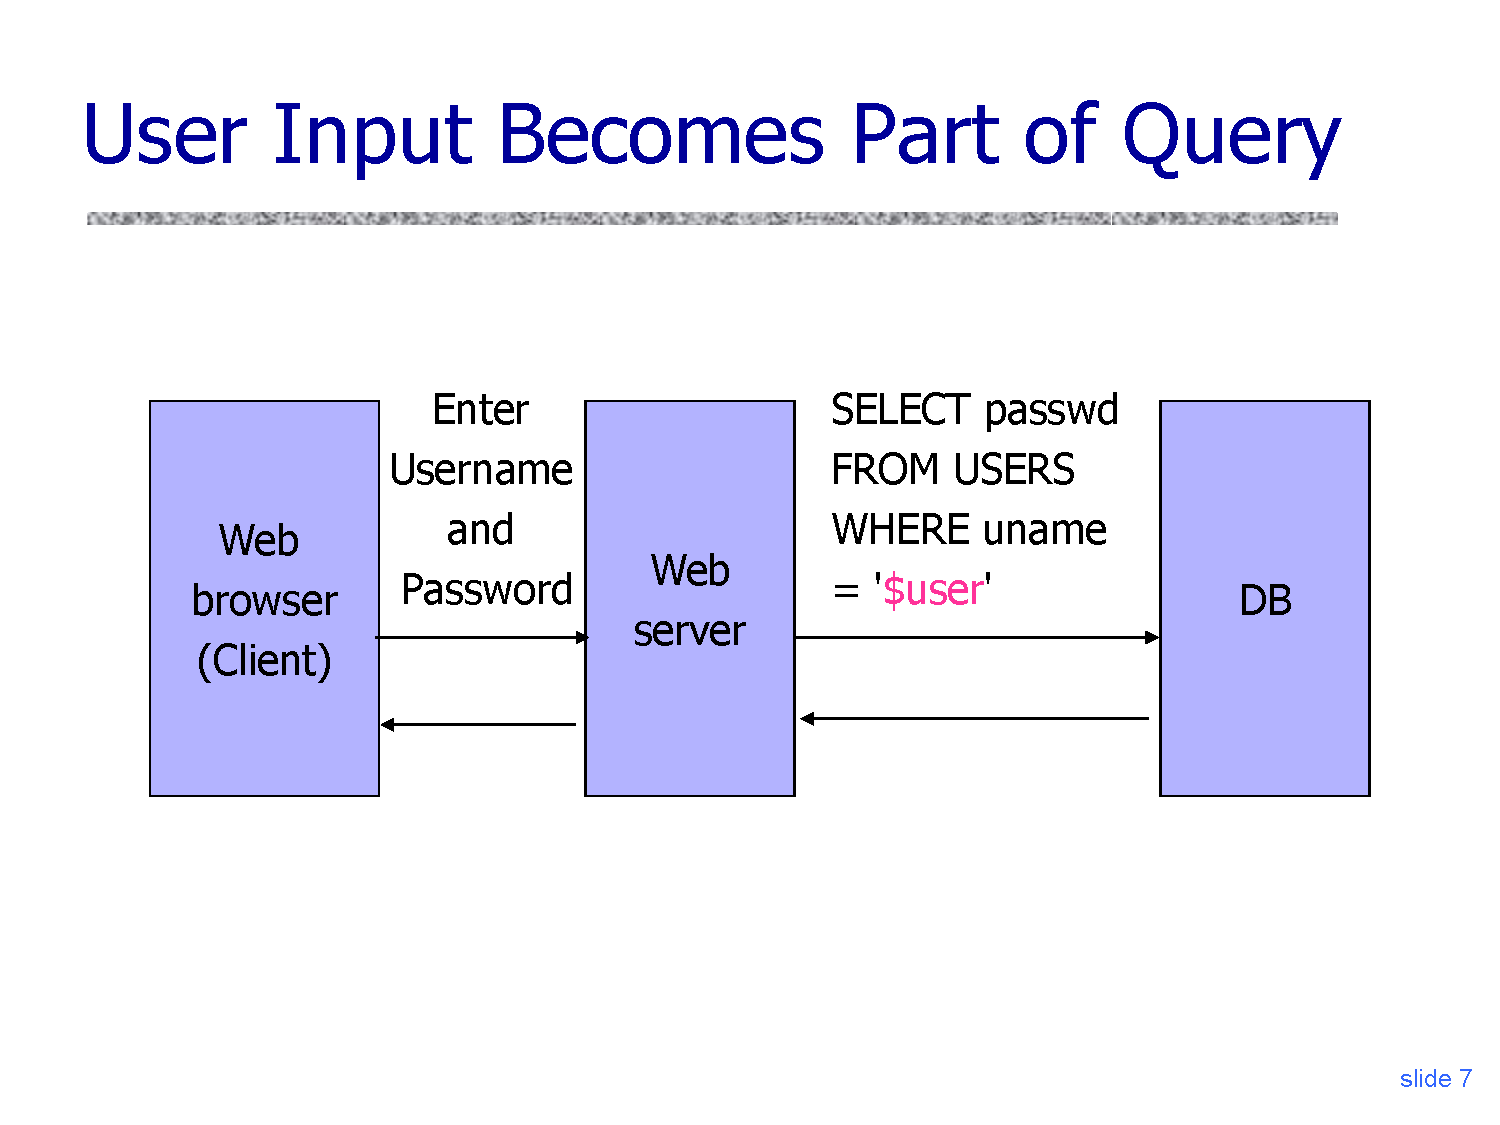 User Input Becomes Part of Query
Web
browser
(Client)
Enter
Username
and
Password
Web
server
SELECT passwd
FROM USERS
WHERE uname
= '$user'
DB
slide 7